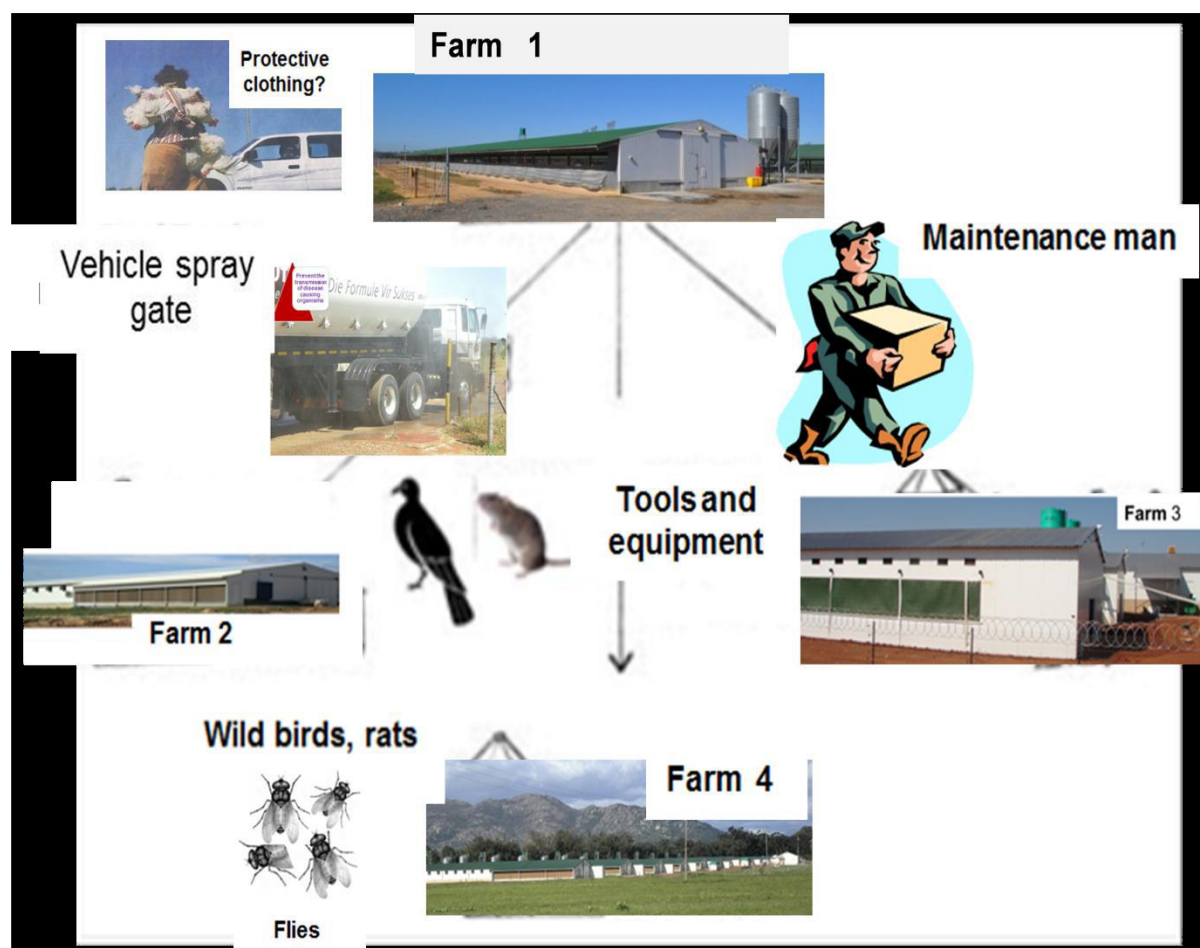 Farm 1
Protective
clothing?
Vehicle spray
gate
Prevent the
transmission
of disease
causing
organisms
Die Formule Vir Sukses
Maintenance man
Tools and
equipment
Farm 3
Farm 2
Wild birds, rats
Farm 4
Flies